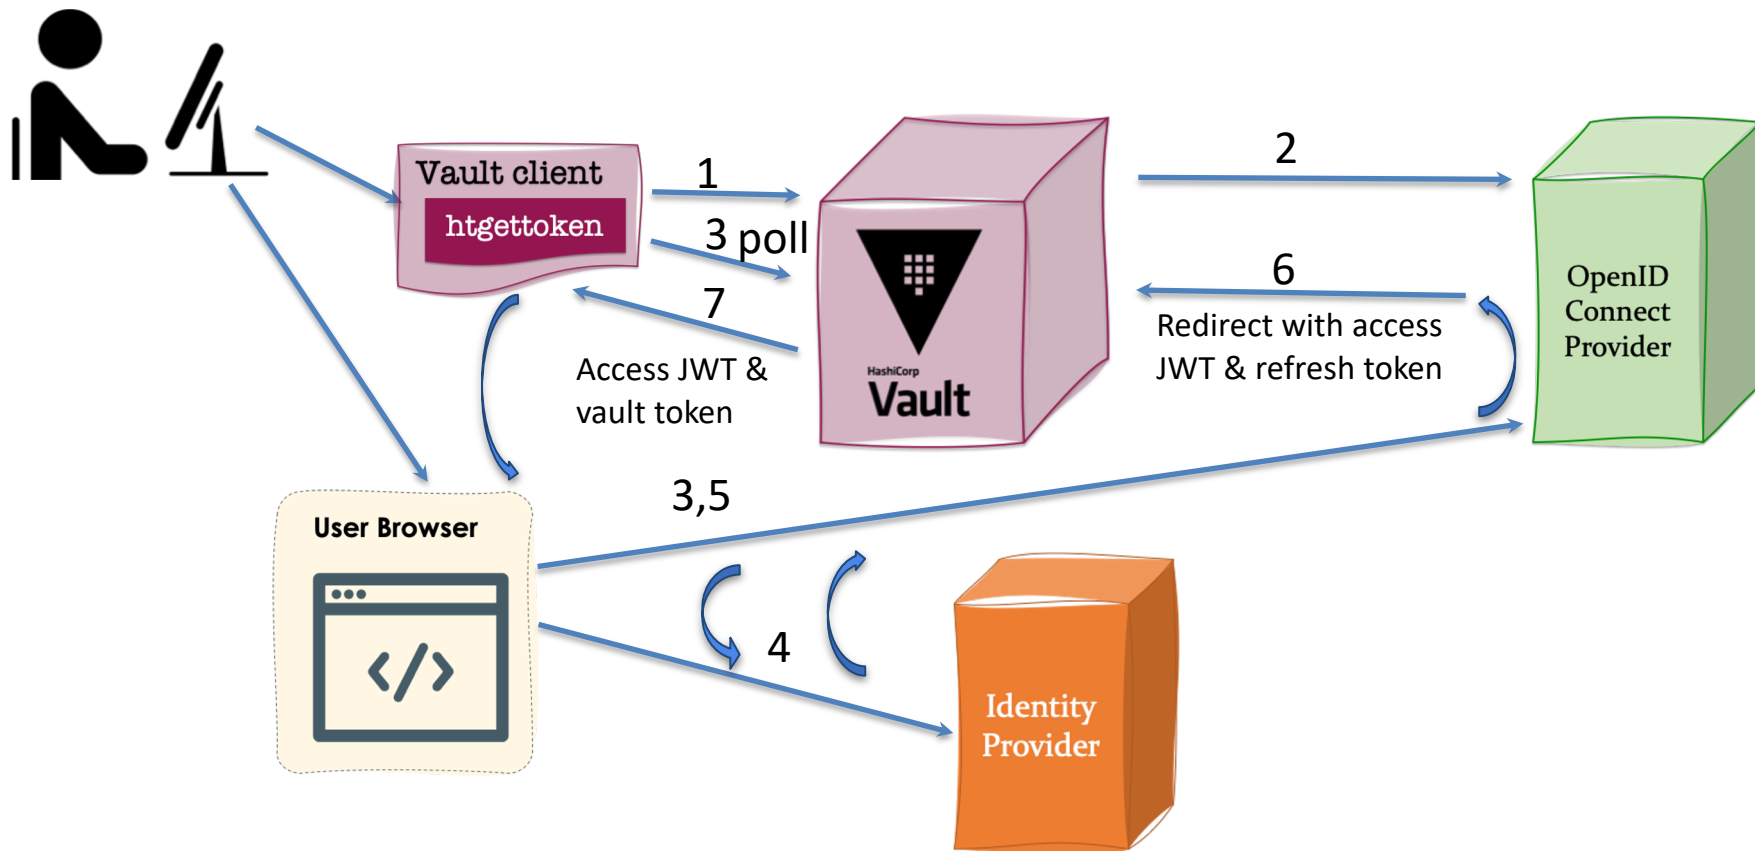 Vault client
htgettoken
1
3 poll
7
Access JWT &
vault token
HashiCorp
Vault
2
6
Redirect with access
JWT & refresh token
OpenID
Connect
Provider
3,5
User Browser
</>
4
Identity
Provider